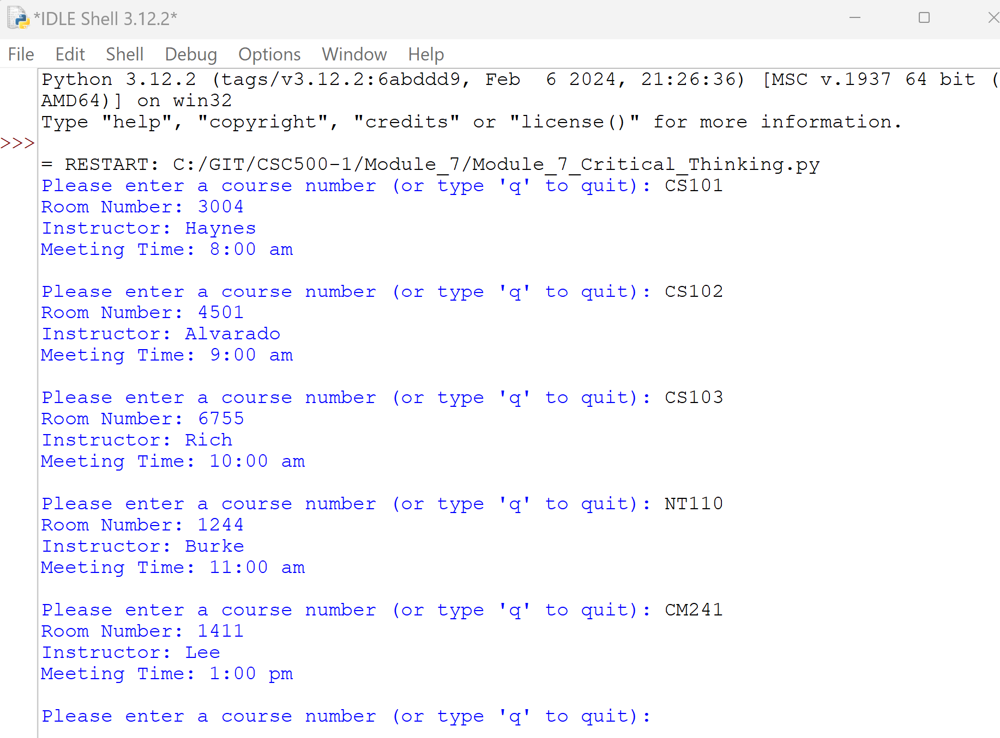 *IDLE Shell 3.12.2*
File Edit Shell Debug Options Window Help
Python 3.12.2 (tags/v3.12.2:6abddd9, Feb  6 2024, 21:26:36) [MSC v.1937 64 bit (
AMD64)] on win32
Type "help", "copyright", "credits" or "license()" for more information.
>>>
= RESTART: C:/GIT/CSC500-1/Module_7/Module_7_Critical_Thinking.py
Please enter a course number (or type 'q' to quit): CS101
Room Number: 3004
Instructor: Haynes
Meeting Time: 8:00 am
Please enter a course number (or type 'q' to quit): CS102
Room Number: 4501
Instructor: Alvarado
Meeting Time: 9:00 am
Please enter a course number (or type 'q' to quit): CS103
Room Number: 6755
Instructor: Rich
Meeting Time: 10:00 am
Please enter a course number (or type 'q' to quit): NT110
Room Number: 1244
Instructor: Burke
Meeting Time: 11:00 am
Please enter a course number (or type 'q' to quit): CM241
Room Number: 1411
Instructor: Lee
Meeting Time: 1:00 pm
Please enter a course number (or type 'q' to quit):